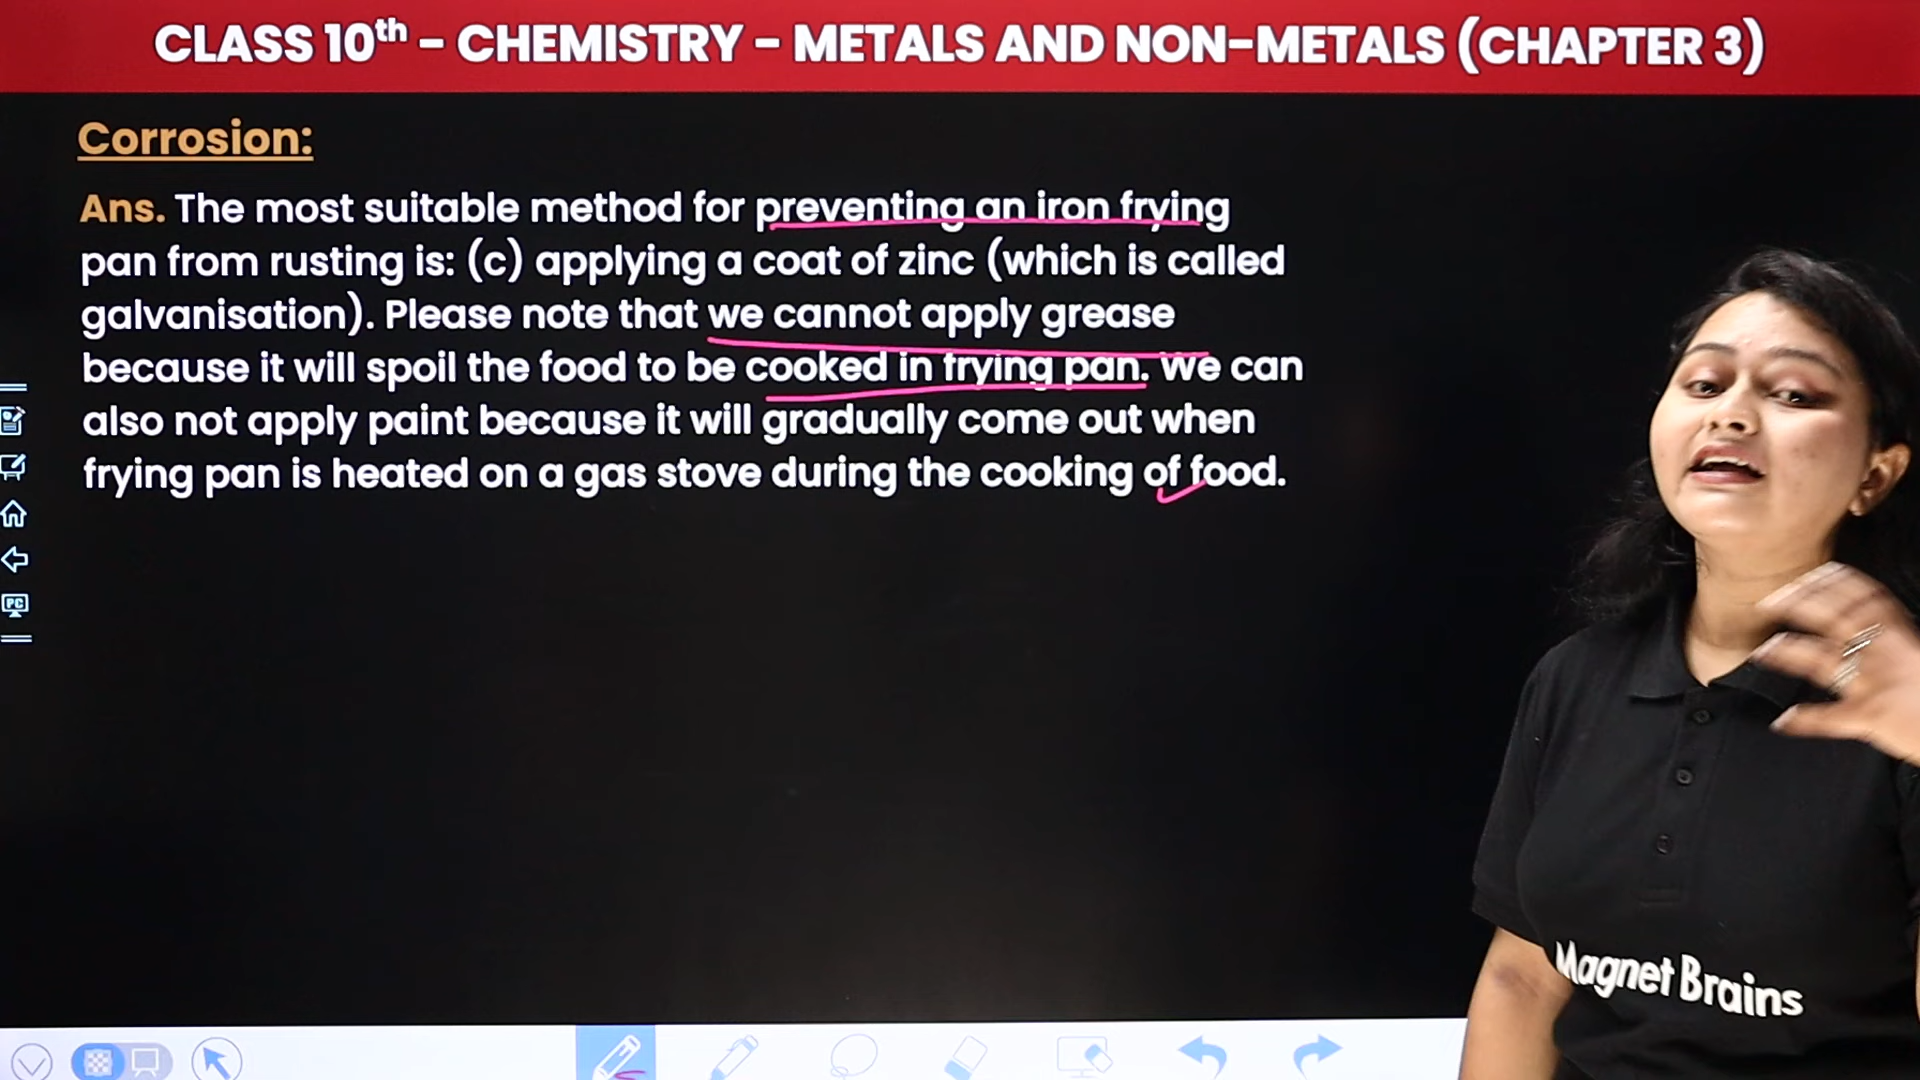 CLASS 10th - CHEMISTRY - METALS AND NON-METALS (CHAPTER 3)
Corrosion:
Ans. The most suitable method for preventing an iron frying
pan from rusting is: (c) applying a coat of zinc (which is called
galvanisation). Please note that we cannot apply grease
because it will spoil the food to be cooked in frying pan. We can
also not apply paint because it will gradually come out when
frying pan is heated on a gas stove during the cooking of food.
PC
Magnet Brains